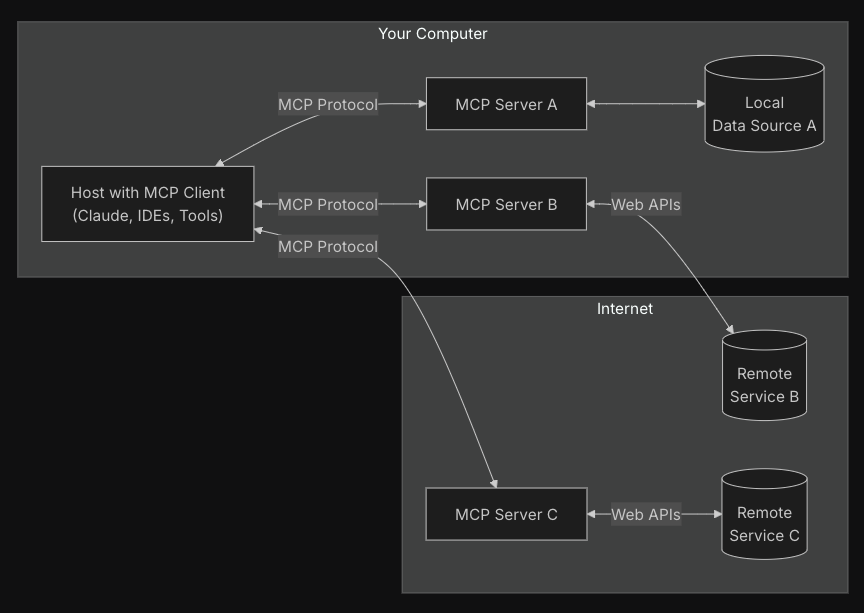 Your Computer
MCP Protocol
MCP Server A
Local
Data Source A
Host with MCP Client
(Claude, IDEs, Tools)
MCP Protocol
MCP Server B
Web APIs
MCP Protocol
Internet
Remote
Service B
MCP Server C
Web APIs
Remote
Service C